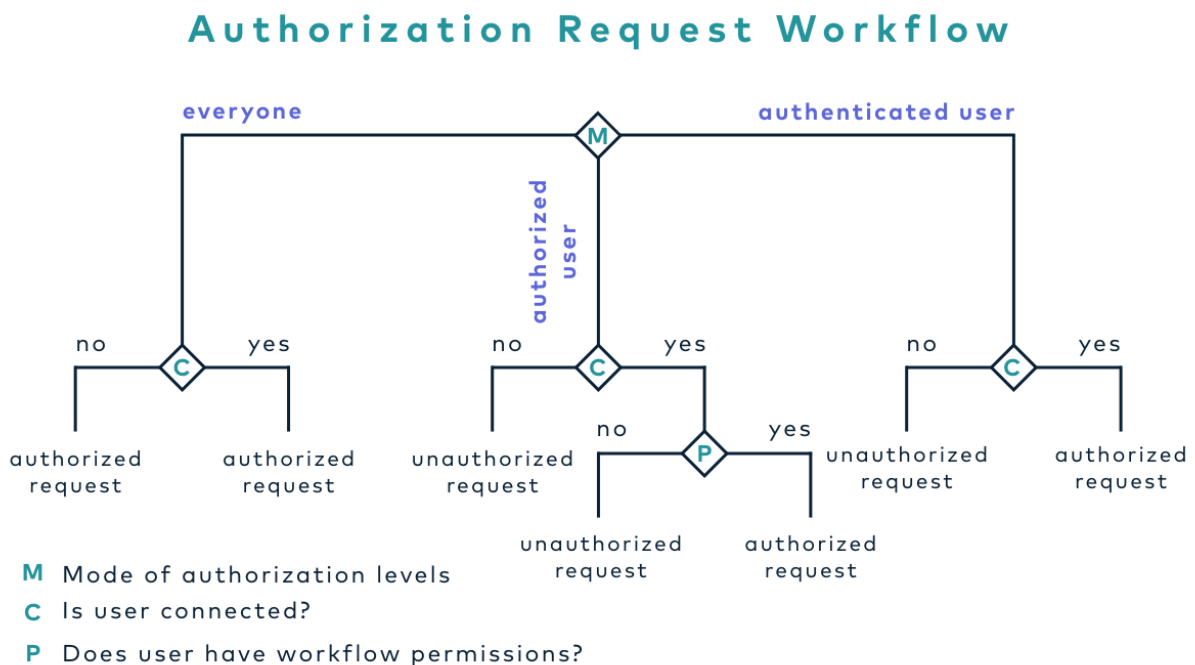 Authorization Request Workflow
everyone
M
authenticated user
authorized
user
no
C
yes
no
C
yes
no
C
yes
authorized
request
authorized
request
unauthorized
request
no
P
yes
unauthorized
request
authorized
request
unauthorized
request
authorized
request
M Mode of authorization levels
C Is user connected?
P Does user have workflow permissions?